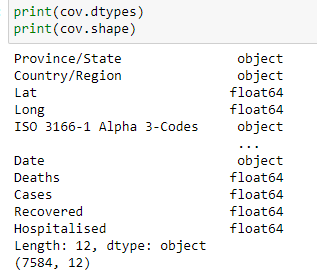 print(cov.dtypes)
print(cov.shape)
Province/State object
Country/Region object
Lat float64
Long float64
ISO 3166-1 Alpha 3-Codes object
...
Date object
Deaths float64
Cases float64
Recovered float64
Hospitalised float64
Length: 12, dtype: object
(7584, 12)